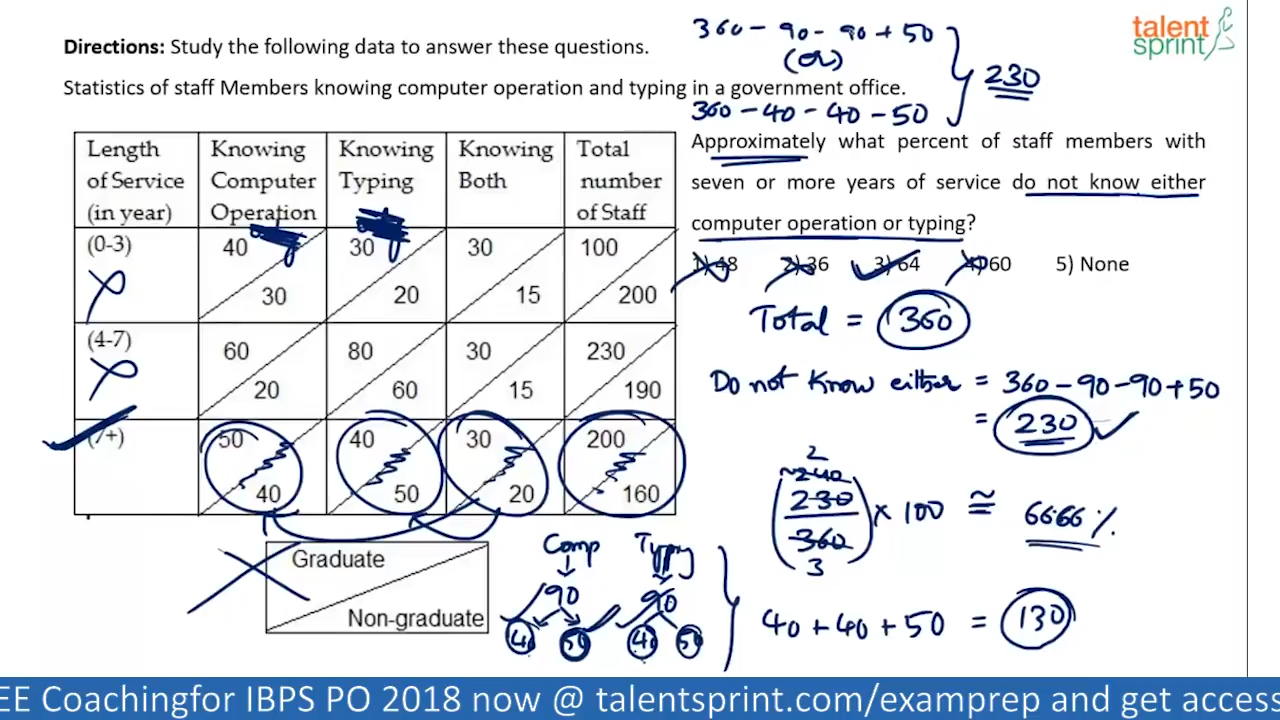 360 - 90 - 90 + 50
talent
sprint
Directions: Study the following data to answer these questions.
(or)
230
Statistics of staff Members knowing computer operation and typing in a government office.
360 - 40 - 40 - 50
Length of Service (in year) | Knowing Computer Operation | Knowing Typing | Knowing Both | Total number of Staff
(0-3) | 40 30 | 30 20 | 30 15 | 100 200
(4-7) | 60 20 | 80 60 | 30 15 | 230 190
(7+) | 50 40 | 40 50 | 30 20 | 200 160
Graduate
Non-graduate
Approximately what percent of staff members with
seven or more years of service do not know either
computer operation or typing?
1) 48 2) 36 3) 64 4) 60 5) None
Total = 360
Do not Know either = 360 - 90 - 90 + 50
= 230
2
~240
(230/360) × 100 ≅ 66.66 %.
3
Comp Typg
90 90
40 50 40 50
40 + 40 + 50 = 130
EE Coachingfor IBPS PO 2018 now @ talentsprint.com/examprep and get access